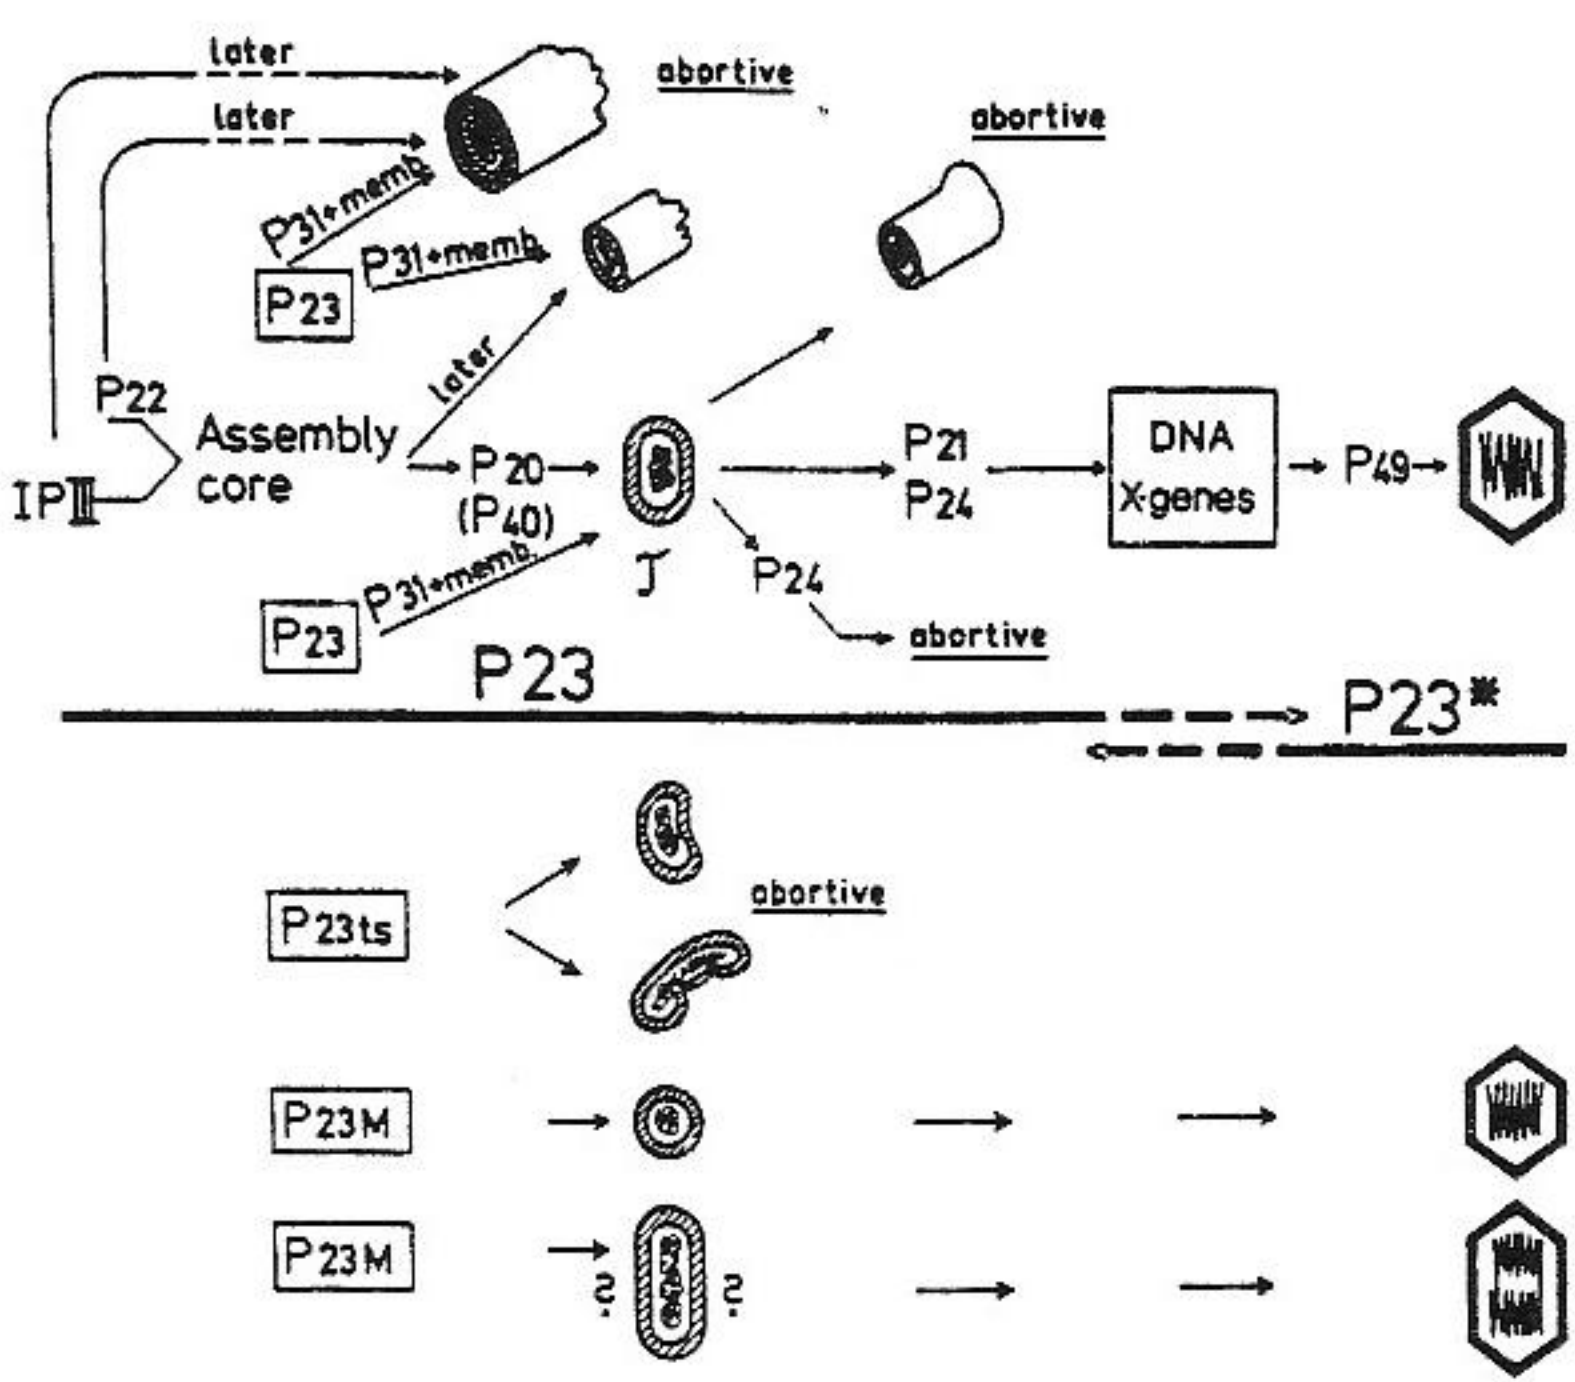 later
abortive
later
abortive
P31+memb.
P31+memb.
P23
later
P22
Assembly
core
IPIII
P20
(P40)
P21
P24
DNA
X-genes
P49
P31+memb.
τ
P24
P23
abortive
P23
P23*
P23ts
abortive
P23M
P23M
? ?